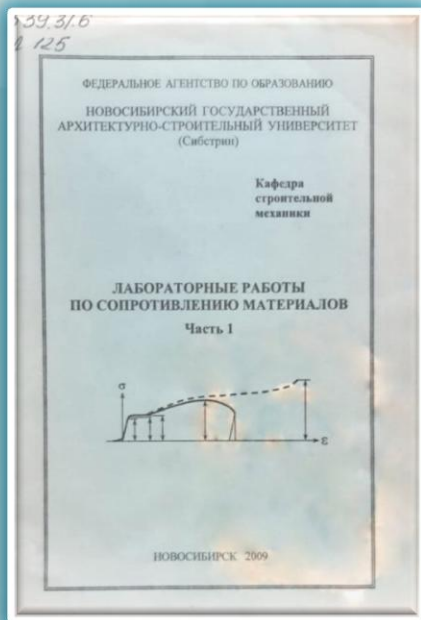 539.3/.6
125
ФЕДЕРАЛЬНОЕ АГЕНТСТВО ПО ОБРАЗОВАНИЮ
НОВОСИБИРСКИЙ ГОСУДАРСТВЕННЫЙ
АРХИТЕКТУРНО-СТРОИТЕЛЬНЫЙ УНИВЕРСИТЕТ
(Сибстрин)
Кафедра
строительной
механики
ЛАБОРАТОРНЫЕ РАБОТЫ
ПО СОПРОТИВЛЕНИЮ МАТЕРИАЛОВ
Часть 1
σ
ε
НОВОСИБИРСК 2009